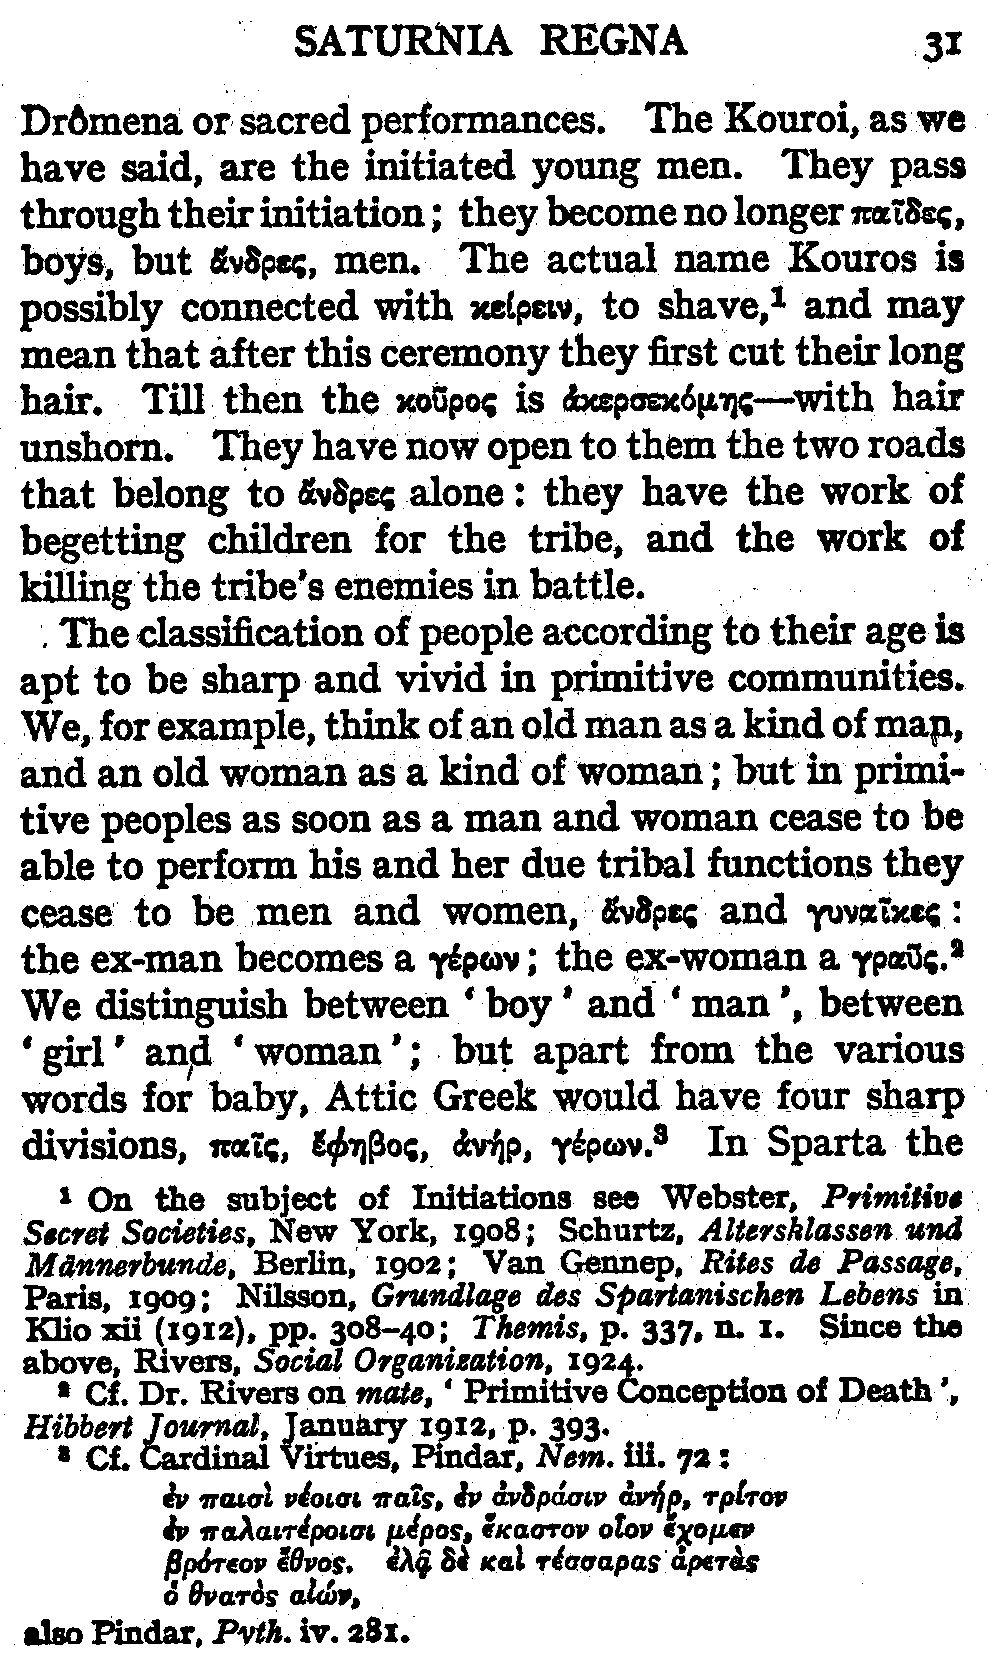 SATURNIA REGNA 31
Drômena or sacred performances. The Kouroi, as we
have said, are the initiated young men. They pass
through their initiation; they become no longer παῖδες,
boys, but ἄνδρες, men. The actual name Kouros is
possibly connected with κείρειν, to shave,¹ and may
mean that after this ceremony they first cut their long
hair. Till then the κοῦρος is ἀκερσεκόμης—with hair
unshorn. They have now open to them the two roads
that belong to ἄνδρες alone: they have the work of
begetting children for the tribe, and the work of
killing the tribe's enemies in battle.
The classification of people according to their age is
apt to be sharp and vivid in primitive communities.
We, for example, think of an old man as a kind of man,
and an old woman as a kind of woman; but in primi-
tive peoples as soon as a man and woman cease to be
able to perform his and her due tribal functions they
cease to be men and women, ἄνδρες and γυναῖκες:
the ex-man becomes a γέρων; the ex-woman a γραῦς.²
We distinguish between ‘boy’ and ‘man’, between
‘girl’ and ‘woman’; but apart from the various
words for baby, Attic Greek would have four sharp
divisions, παῖς, ἔφηβος, ἀνήρ, γέρων.³ In Sparta the
¹ On the subject of Initiations see Webster, Primitive
Secret Societies, New York, 1908; Schurtz, Altersklassen und
Männerbunde, Berlin, 1902; Van Gennep, Rites de Passage,
Paris, 1909; Nilsson, Grundlage des Spartanischen Lebens in
Klio xii (1912), pp. 308–40; Themis, p. 337, n. 1. Since the
above, Rivers, Social Organization, 1924.
² Cf. Dr. Rivers on mate, ‘Primitive Conception of Death’,
Hibbert Journal, January 1912, p. 393.
³ Cf. Cardinal Virtues, Pindar, Nem. iii. 72:
ἐν παισὶ νέοισι παῖς, ἐν ἀνδράσιν ἀνήρ, τρίτον
ἐν παλαιτέροισι μέρος, ἕκαστον οἷον ἔχομεν
βρότεον ἔθνος. ἐλᾷ δὲ καὶ τέσσαρας ἀρετὰς
ὁ θνατὸς αἰών,
also Pindar, Pyth. iv. 281.